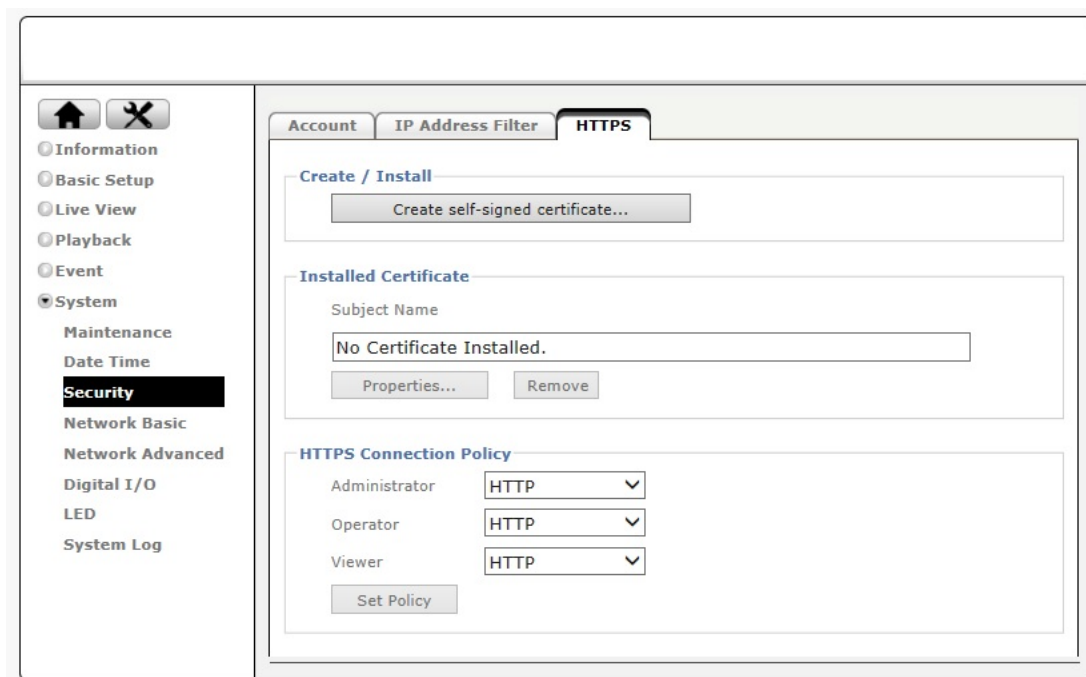 Information
Basic Setup
Live View
Playback
Event
System
Maintenance
Date Time
Security
Network Basic
Network Advanced
Digital I/O
LED
System Log
Account IP Address Filter HTTPS
Create / Install
Create self-signed certificate...
Installed Certificate
Subject Name
No Certificate Installed.
Properties... Remove
HTTPS Connection Policy
Administrator HTTP
Operator HTTP
Viewer HTTP
Set Policy